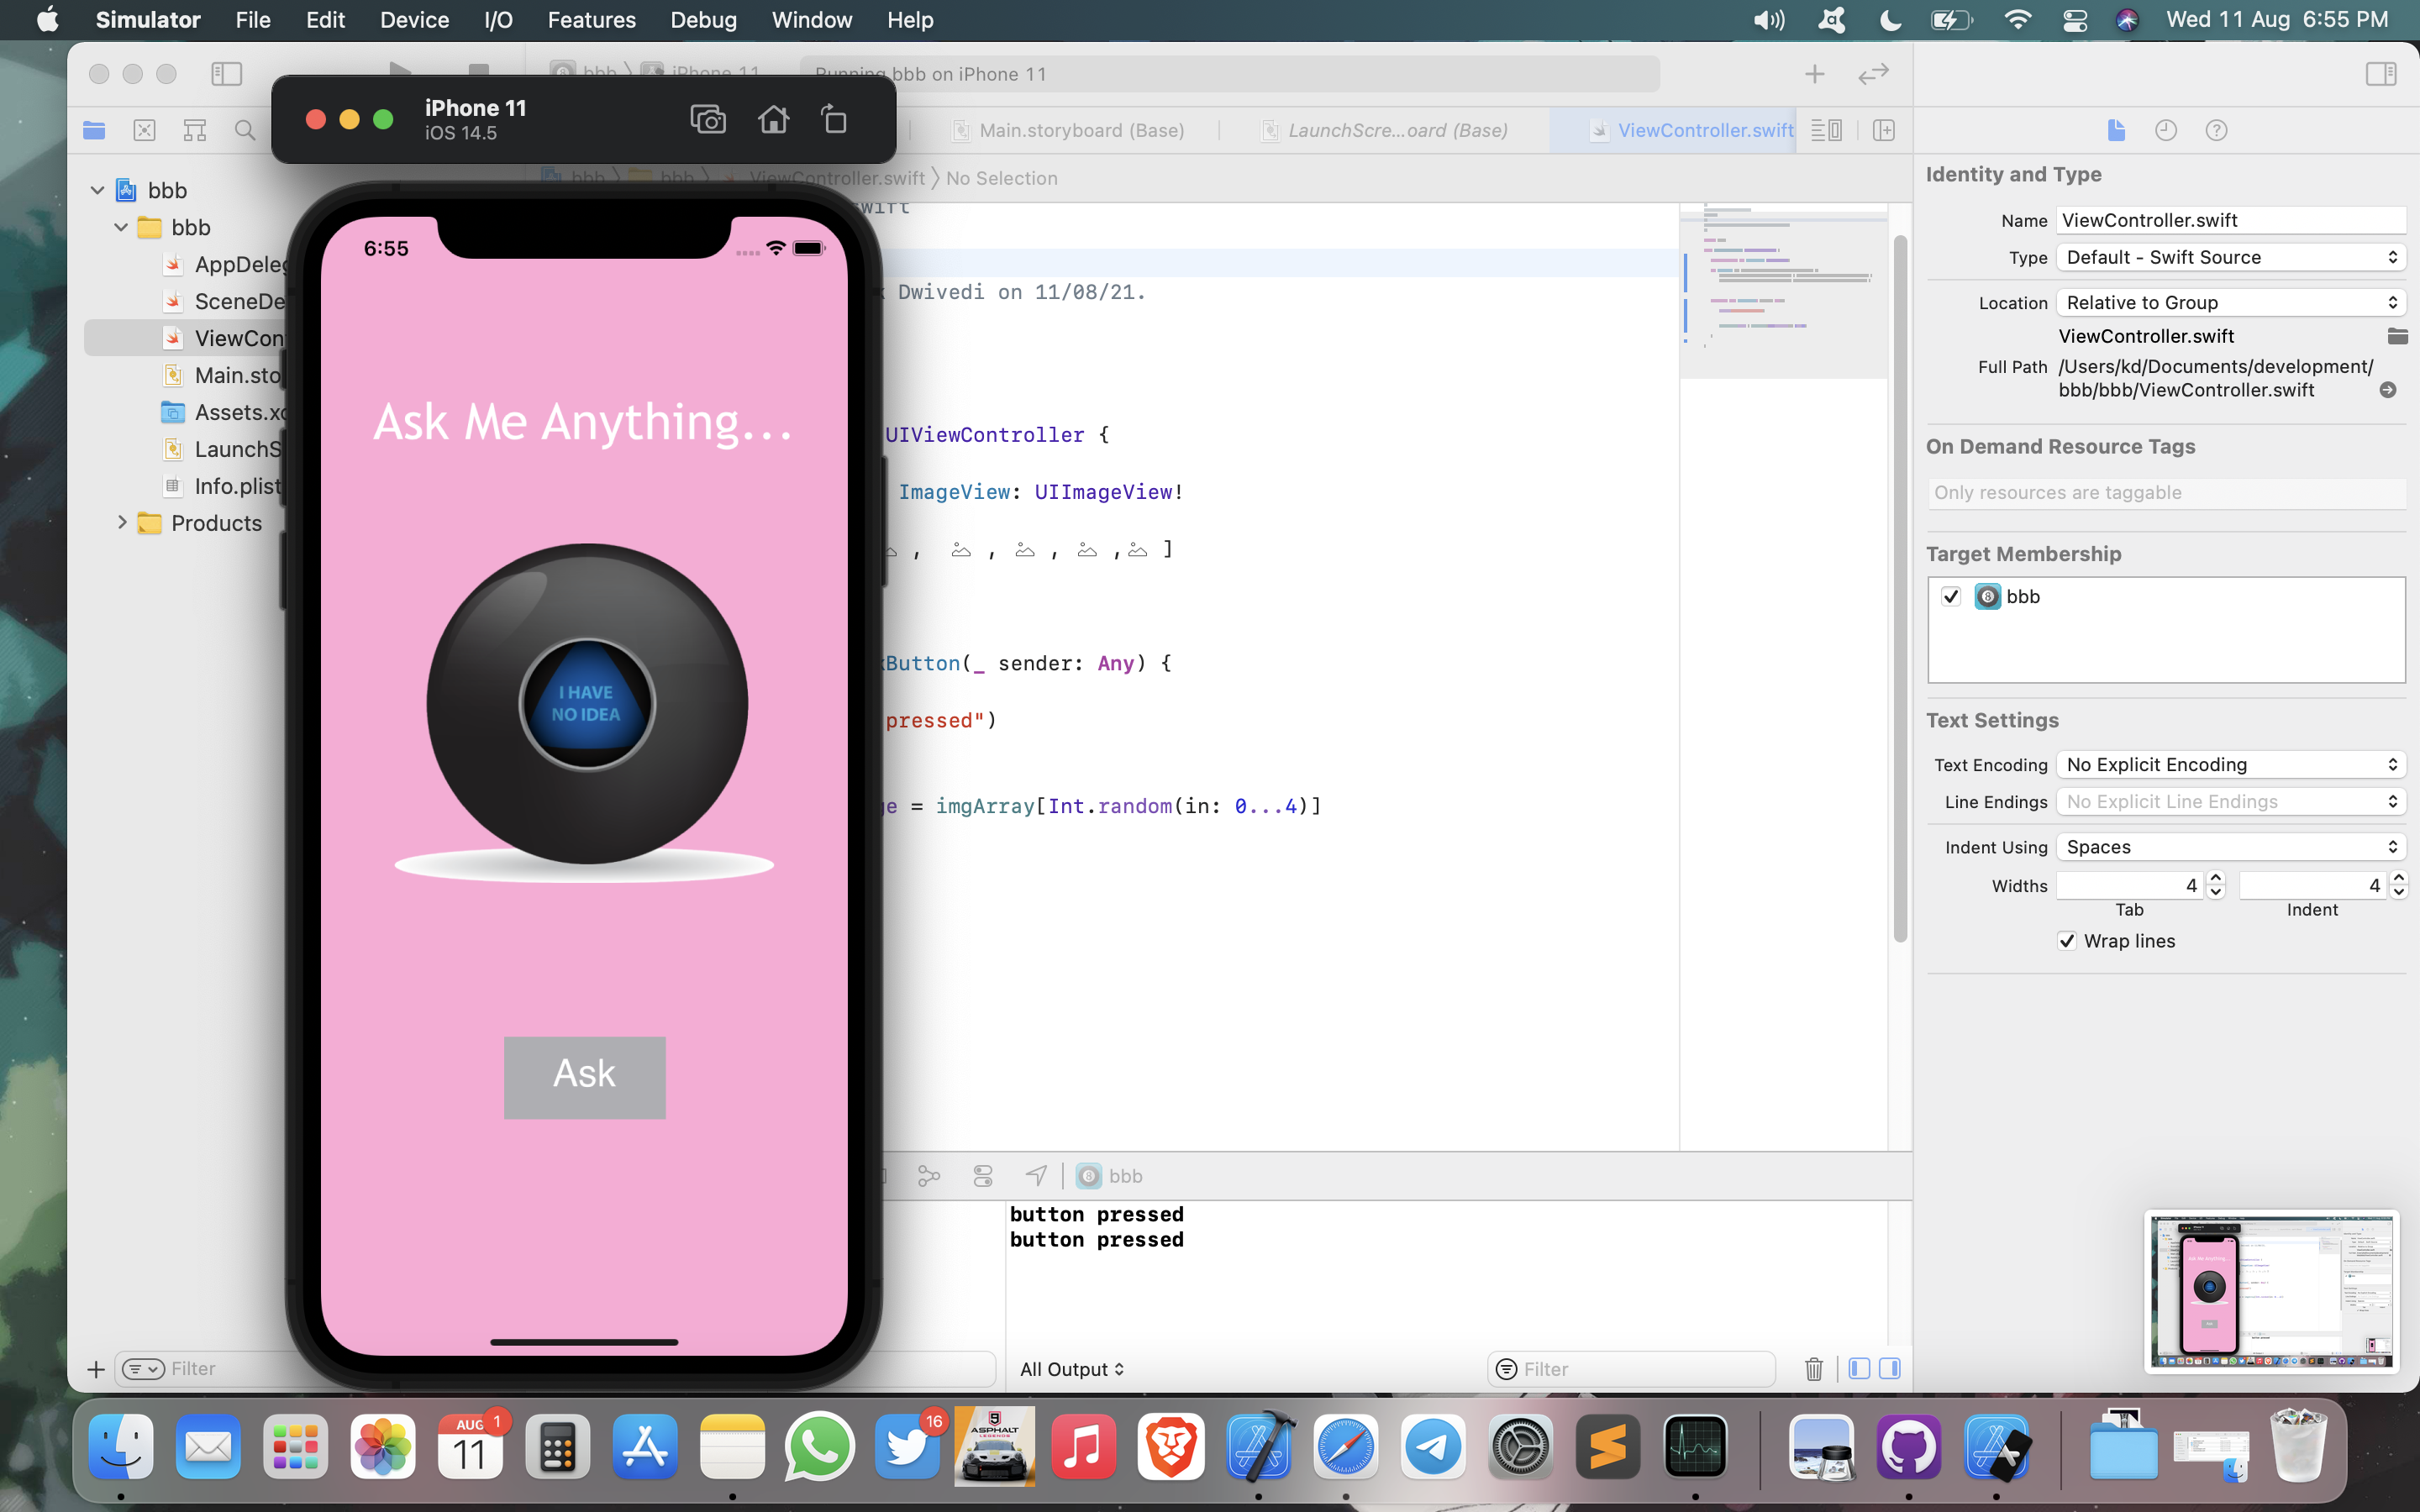 Simulator File Edit Device I/O Features Debug Window Help Wed 11 Aug 6:55 PM
bbb iPhone 11 Running bbb on iPhone 11
iPhone 11
iOS 14.5
Main.storyboard (Base) LaunchScre...oard (Base) ViewController.swift
bbb bbb ViewController.swift No Selection
bbb
bbb
AppDeleg
SceneDe
ViewCon
Main.sto
Assets.xc
LaunchS
Info.plist
Products
Filter
6:55
Ask Me Anything...
I HAVE
NO IDEA
Ask
wift
Dwivedi on 11/08/21.
UIViewController {
ImageView: UIImageView!
, , , , ]
Button(_ sender: Any) {
pressed")
ge = imgArray[Int.random(in: 0...4)]
bbb
button pressed
button pressed
All Output
Filter
Identity and Type
Name ViewController.swift
Type Default - Swift Source
Location Relative to Group
ViewController.swift
Full Path /Users/kd/Documents/development/
bbb/bbb/ViewController.swift
On Demand Resource Tags
Only resources are taggable
Target Membership
8 bbb
Text Settings
Text Encoding No Explicit Encoding
Line Endings No Explicit Line Endings
Indent Using Spaces
Widths 4 4
Tab Indent
Wrap lines
AUG 1
11
16
9
ASPHALT
LEGENDS